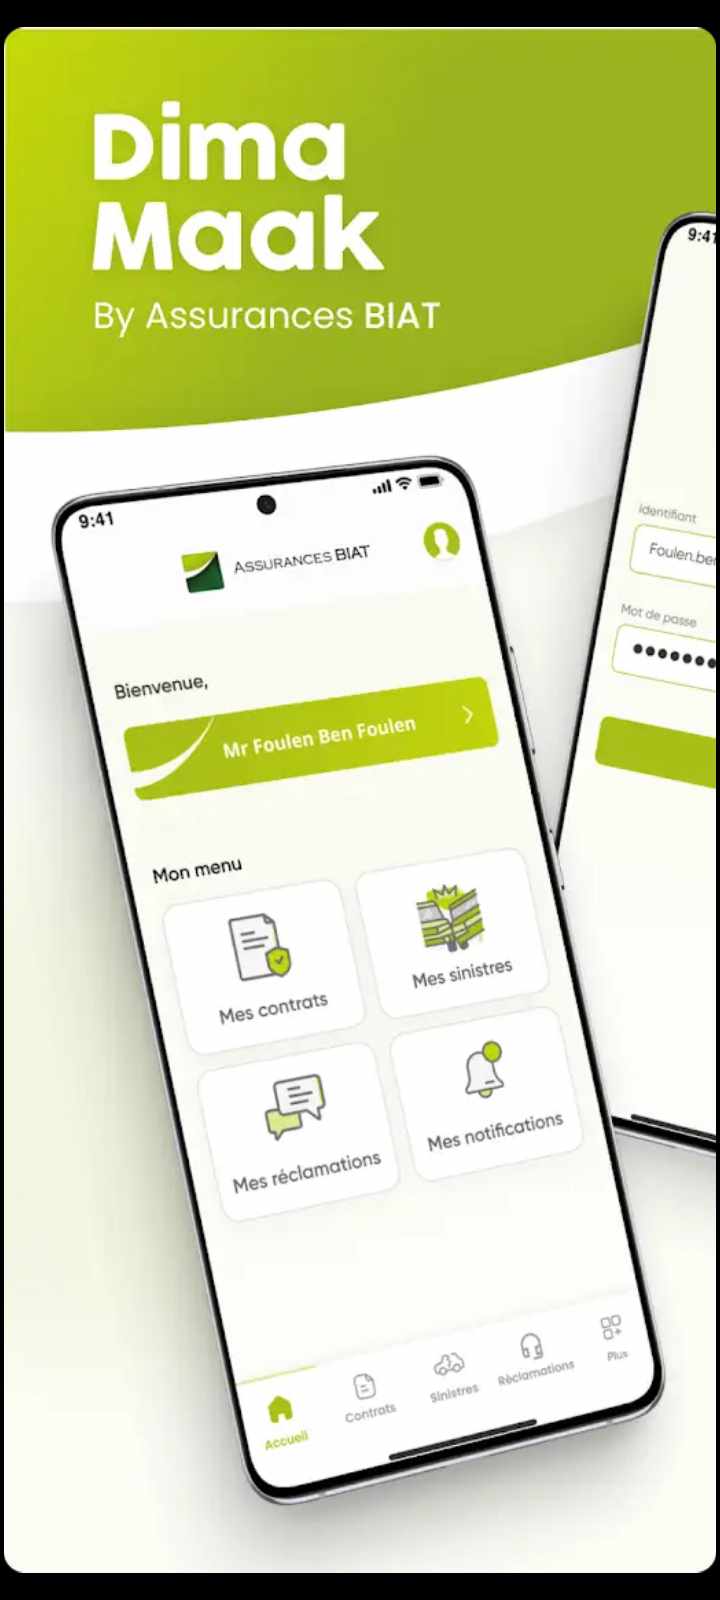 Dima
Maak
By Assurances BIAT
9:41
ASSURANCES BIAT
Bienvenue,
Mr Foulen Ben Foulen
Mon menu
Mes contrats
Mes sinistres
Mes réclamations
Mes notifications
Accueil
Contrats
Sinistres
Réclamations
Plus
9:41
Identifiant
Foulen.be
Mot de passe